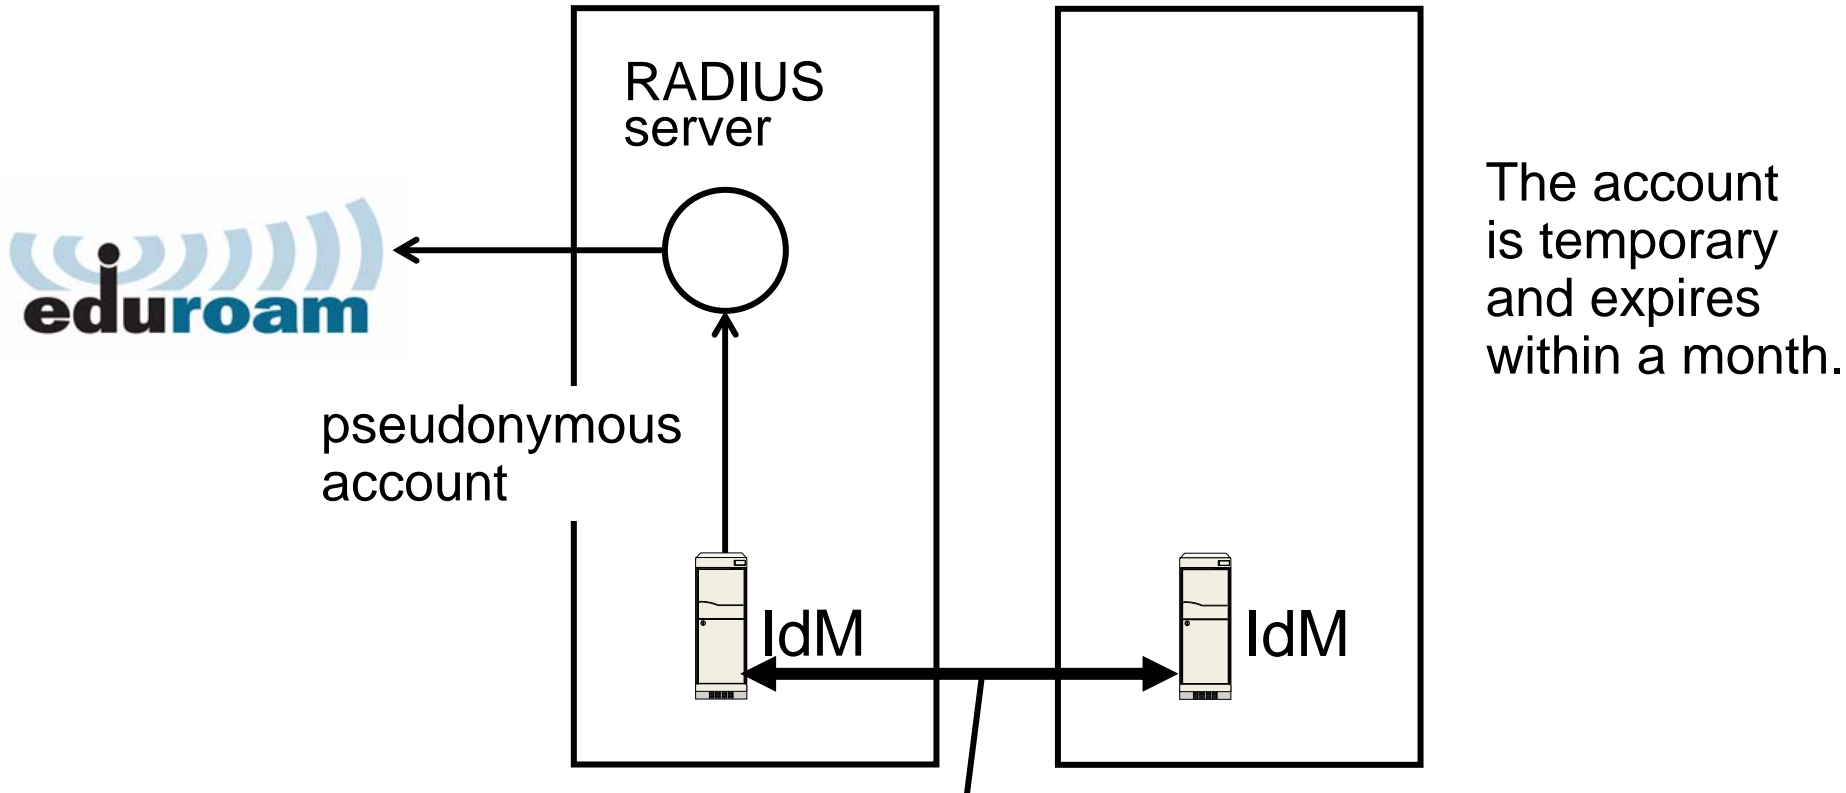 RADIUS
server
eduroam
The account
is temporary
and expires
within a month.
pseudonymous
account
IdM
IdM